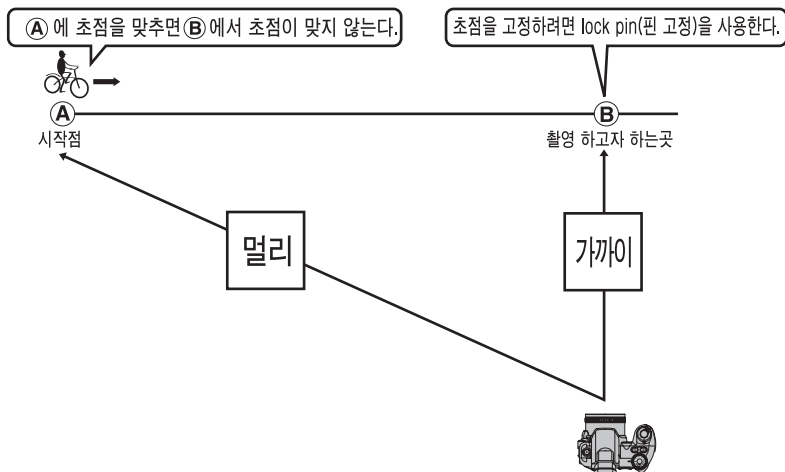 Ⓐ 에 초점을 맞추면 Ⓑ 에서 초점이 맞지 않는다.
초점을 고정하려면 lock pin(핀 고정)을 사용한다.
Ⓐ
Ⓑ
시작점
촬영 하고자 하는곳
멀리
가까이